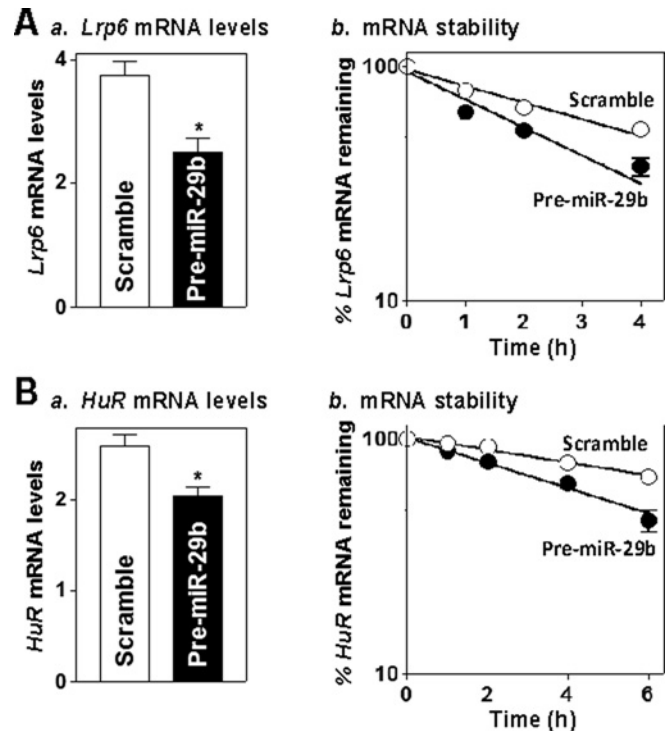 A a. Lrp6 mRNA levels b. mRNA stability
Lrp6 mRNA levels
4
2
0
Scramble
*
Pre-miR-29b
% Lrp6 mRNA remaining
100
10
Scramble
Pre-miR-29b
0 1 2 3 4
Time (h)
B a. HuR mRNA levels b. mRNA stability
HuR mRNA levels
2
1
0
Scramble
*
Pre-miR-29b
% HuR mRNA remaining
100
10
Scramble
Pre-miR-29b
0 2 4 6
Time (h)